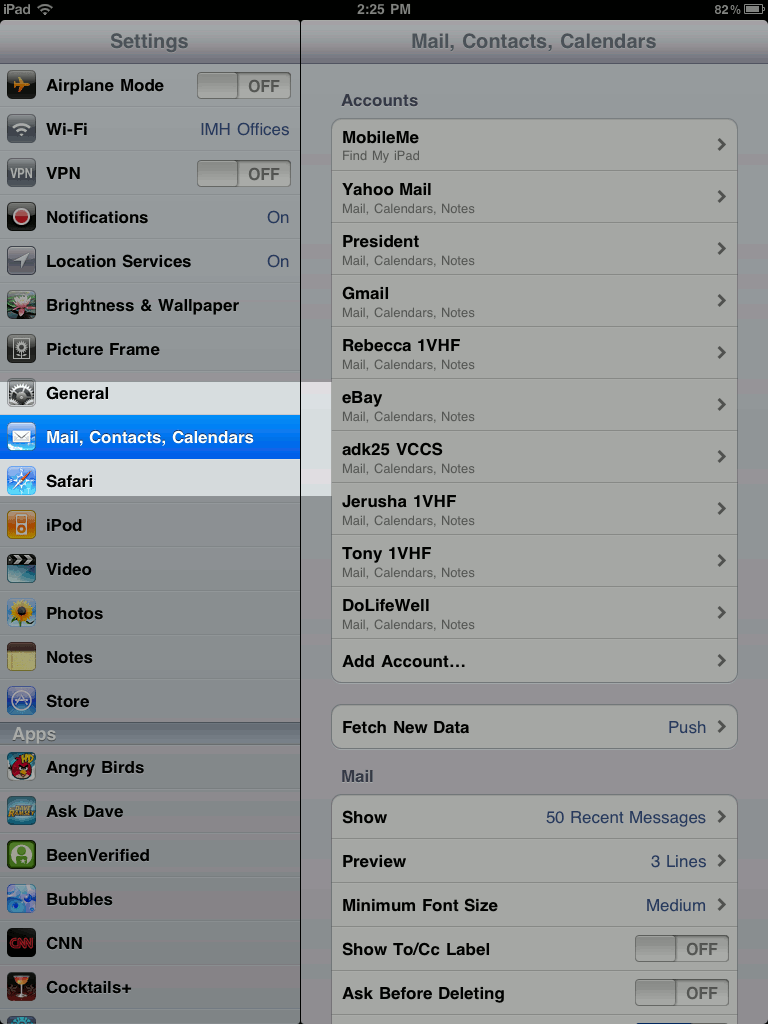 iPad
2:25 PM
82%
Settings
Airplane Mode OFF
Wi-Fi IMH Offices
VPN VPN OFF
Notifications On
Location Services On
Brightness & Wallpaper
Picture Frame
General
Mail, Contacts, Calendars
Safari
iPod
Video
Photos
Notes
Store
Apps
HD Angry Birds
Ask Dave
BeenVerified
Bubbles
CNN CNN
Cocktails+
Mail, Contacts, Calendars
Accounts
MobileMe
Find My iPad
Yahoo Mail
Mail, Calendars, Notes
President
Mail, Calendars, Notes
Gmail
Mail, Calendars, Notes
Rebecca 1VHF
Mail, Calendars, Notes
eBay
Mail, Calendars, Notes
adk25 VCCS
Mail, Calendars, Notes
Jerusha 1VHF
Mail, Calendars, Notes
Tony 1VHF
Mail, Calendars, Notes
DoLifeWell
Mail, Calendars, Notes
Add Account...
Fetch New Data Push
Mail
Show 50 Recent Messages
Preview 3 Lines
Minimum Font Size Medium
Show To/Cc Label OFF
Ask Before Deleting OFF